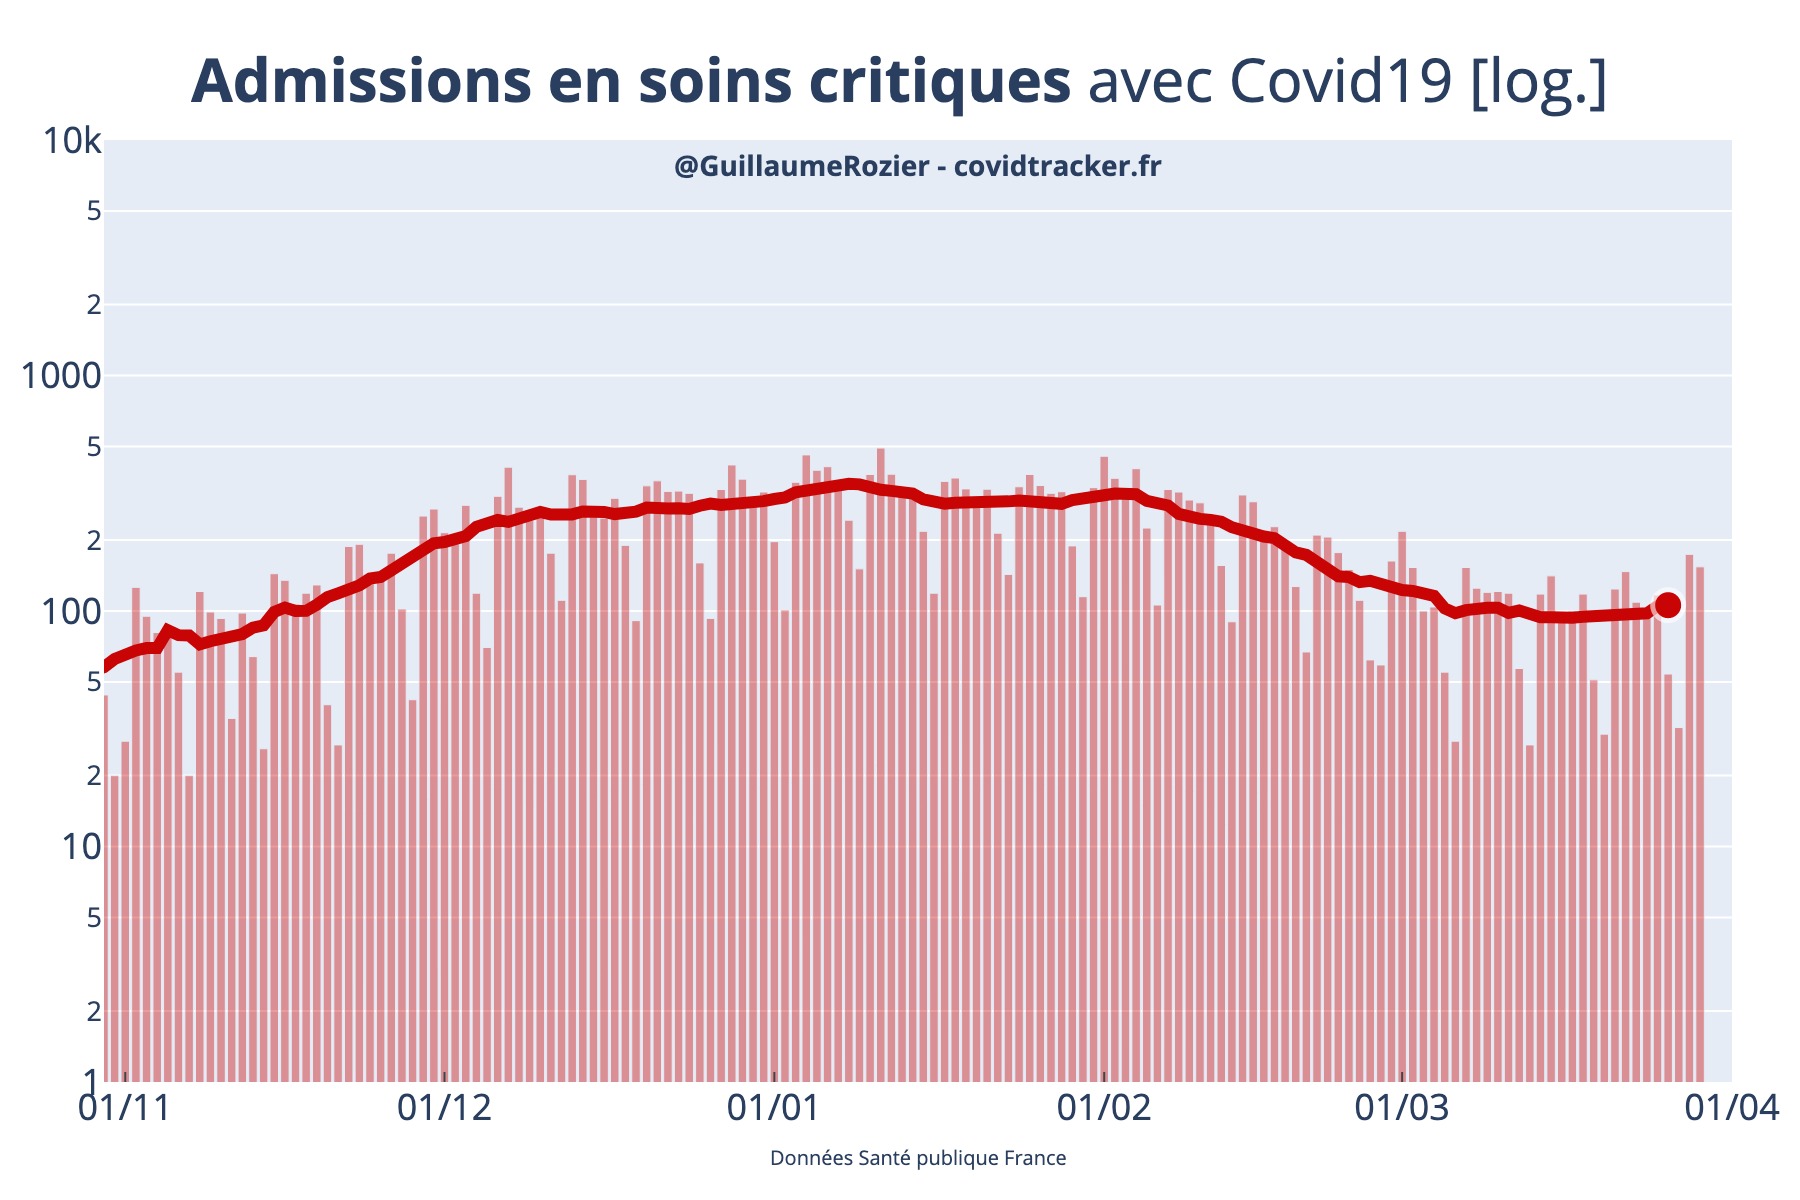 Admissions en soins critiques avec Covid19 [log.]
@GuillaumeRozier - covidtracker.fr
10k
5
2
1000
5
2
100
5
2
10
5
2
1
01/11 01/12 01/01 01/02 01/03 01/04
Données Santé publique France